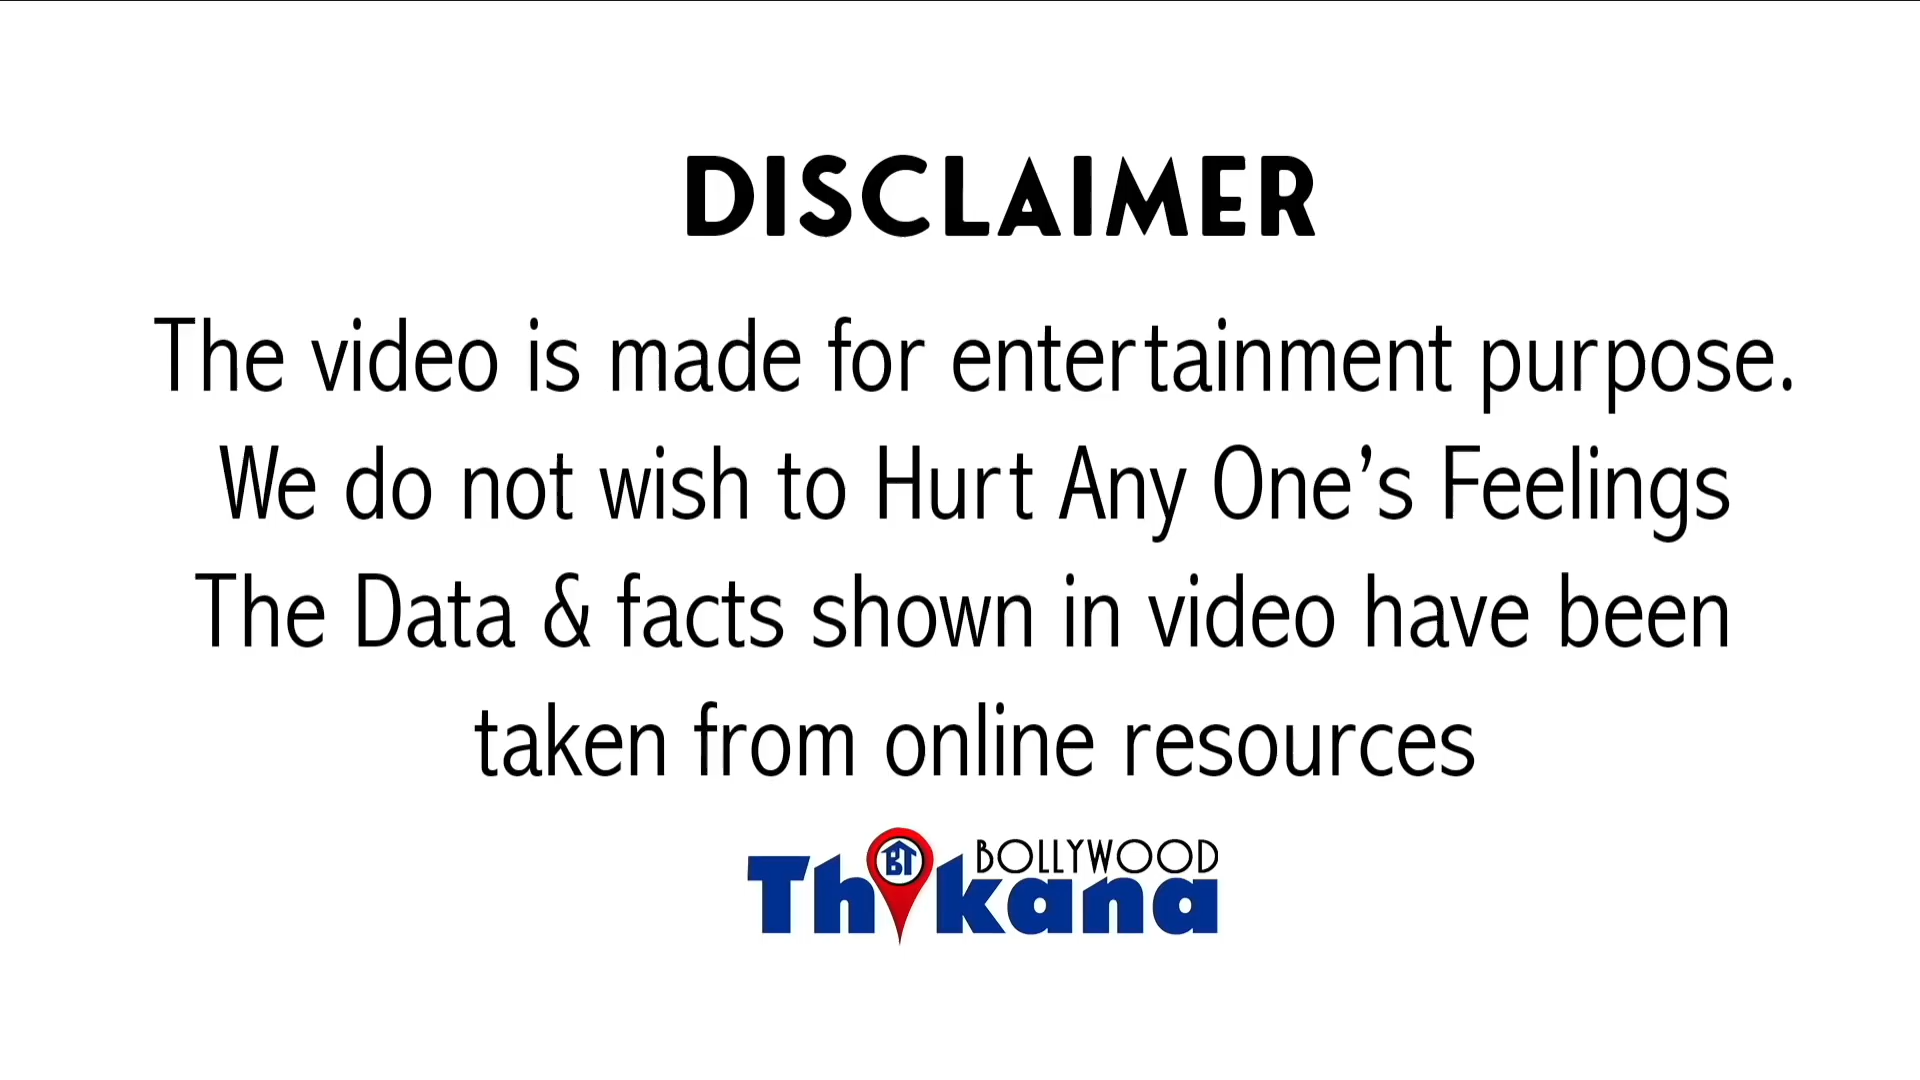 DISCLAIMER
The video is made for entertainment purpose.
We do not wish to Hurt Any One’s Feelings
The Data & facts shown in video have been
taken from online resources
BT
BOLLYWOOD
Thikana